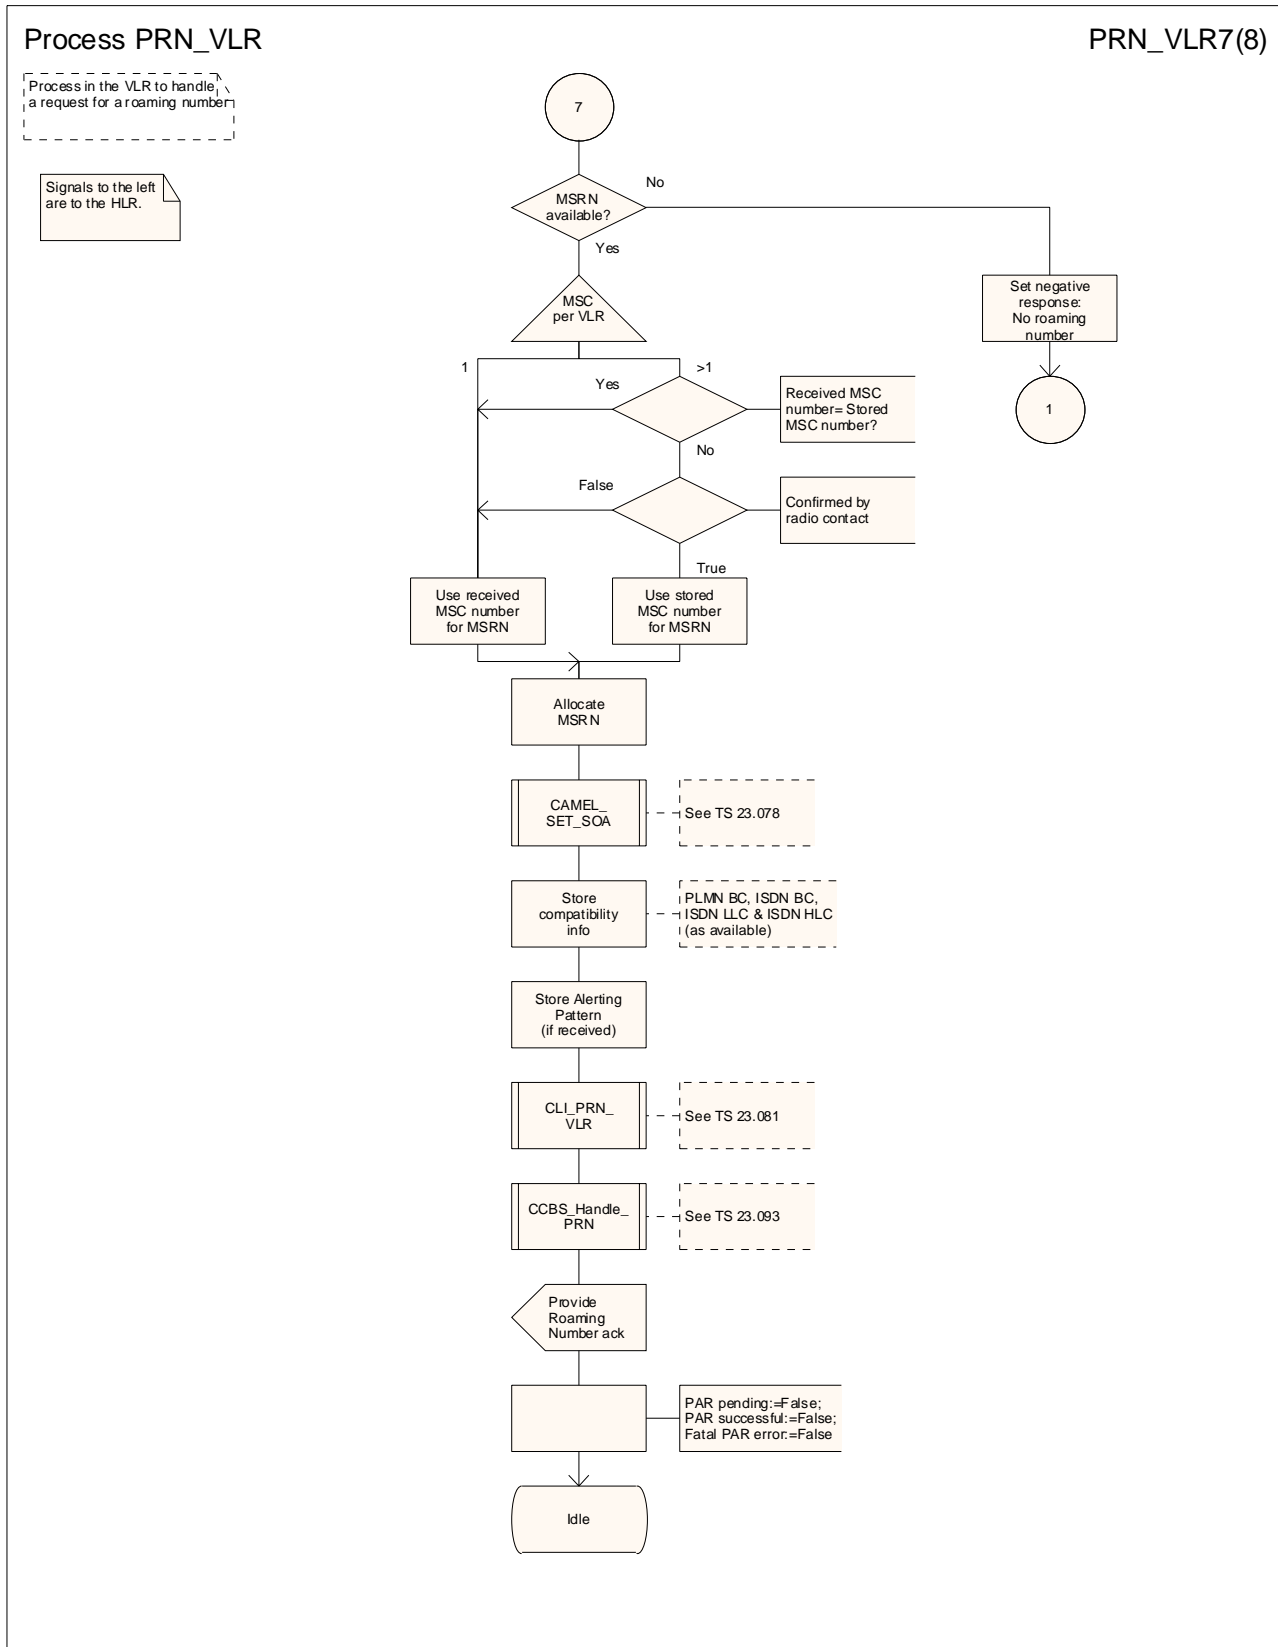 Process PRN_VLR
PRN_VLR7(8)
Process in the VLR to handle
a request for a roaming number
Signals to the left
are to the HLR.
7
MSRN
available?
No
Yes
MSC
per VLR
Set negative
response:
No roaming
number
1
1
>1
Yes
Received MSC
number= Stored
MSC number?
No
False
Confirmed by
radio contact
True
Use received
MSC number
for MSRN
Use stored
MSC number
for MSRN
Allocate
MSRN
CAMEL_
SET_SOA
See TS 23.078
Store
compatibility
info
PLMN BC, ISDN BC,
ISDN LLC & ISDN HLC
(as available)
Store Alerting
Pattern
(if received)
CLI_PRN_
VLR
See TS 23.081
CCBS_Handle_
PRN
See TS 23.093
Provide
Roaming
Number ack
PAR pending:=False;
PAR successful:=False;
Fatal PAR error:=False
Idle